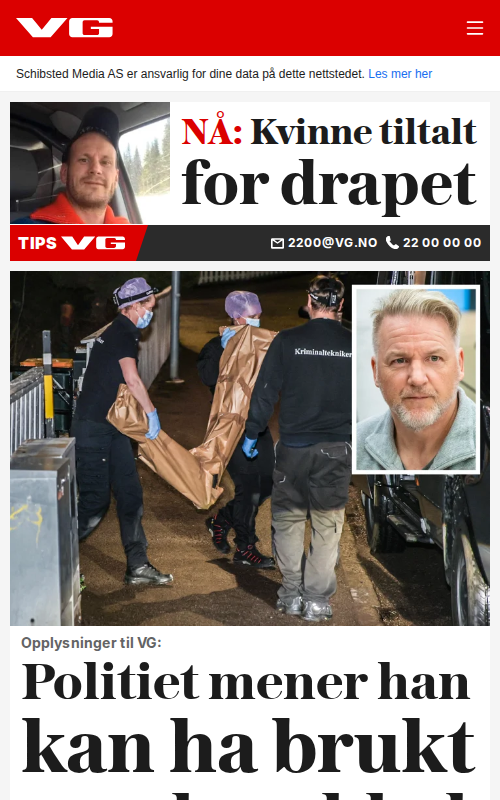 VG
Schibsted Media AS er ansvarlig for dine data på dette nettstedet. Les mer her
NÅ: Kvinne tiltalt
for drapet
TIPS VG
2200@VG.NO 22 00 00 00
Kriminaltekniker
Opplysninger til VG:
Politiet mener han
kan ha brukt